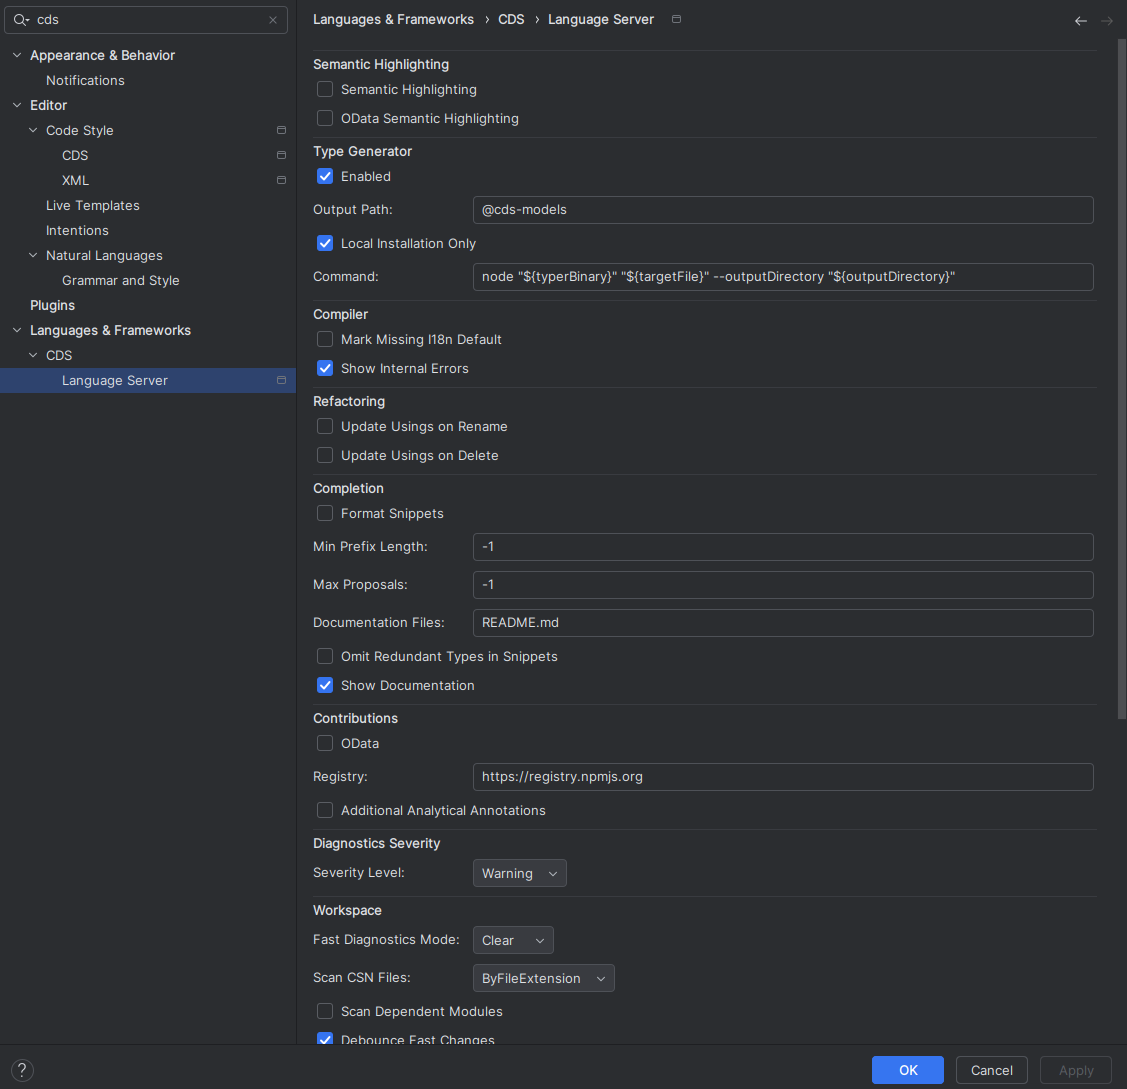 cds
Appearance & Behavior
Notifications
Editor
Code Style
CDS
XML
Live Templates
Intentions
Natural Languages
Grammar and Style
Plugins
Languages & Frameworks
CDS
Language Server
Languages & Frameworks › CDS › Language Server
Semantic Highlighting
Semantic Highlighting
OData Semantic Highlighting
Type Generator
Enabled
Output Path: @cds-models
Local Installation Only
Command: node "${typerBinary}" "${targetFile}" --outputDirectory "${outputDirectory}"
Compiler
Mark Missing I18n Default
Show Internal Errors
Refactoring
Update Usings on Rename
Update Usings on Delete
Completion
Format Snippets
Min Prefix Length: -1
Max Proposals: -1
Documentation Files: README.md
Omit Redundant Types in Snippets
Show Documentation
Contributions
OData
Registry: https://registry.npmjs.org
Additional Analytical Annotations
Diagnostics Severity
Severity Level: Warning
Workspace
Fast Diagnostics Mode: Clear
Scan CSN Files: ByFileExtension
Scan Dependent Modules
Debounce Fast Changes
? OK Cancel Apply